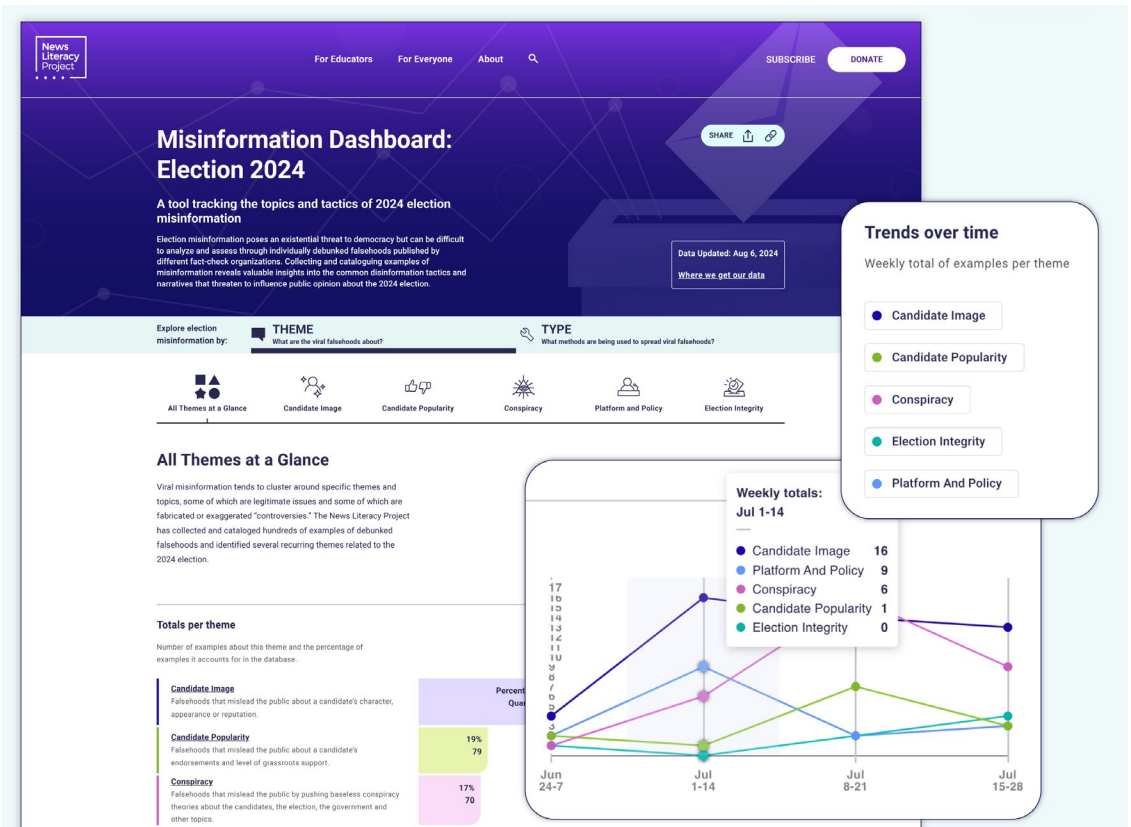 News
Literacy
Project
For Educators
For Everyone
About
SUBSCRIBE
DONATE
Misinformation Dashboard:
Election 2024
SHARE
A tool tracking the topics and tactics of 2024 election
misinformation
Election misinformation poses an existential threat to democracy but can be difficult
to analyze and assess through individually debunked falsehoods published by
different fact-check organizations. Collecting and cataloguing examples of
misinformation reveals valuable insights into the common disinformation tactics and
narratives that threaten to influence public opinion about the 2024 election.
Data Updated: Aug 6, 2024
Where we get our data
Trends over time
Weekly total of examples per theme
Candidate Image
Candidate Popularity
Conspiracy
Election Integrity
Platform And Policy
Explore election
misinformation by:
THEME
What are the viral falsehoods about?
TYPE
What methods are being used to spread viral falsehoods?
All Themes at a Glance
Candidate Image
Candidate Popularity
Conspiracy
Platform and Policy
Election Integrity
All Themes at a Glance
Viral misinformation tends to cluster around specific themes and
topics, some of which are legitimate issues and some of which are
fabricated or exaggerated "controversies." The News Literacy Project
has collected and cataloged hundreds of examples of debunked
falsehoods and identified several recurring themes related to the
2024 election.
Totals per theme
Number of examples about this theme and the percentage of
examples it accounts for in the database.
Candidate Image
Falsehoods that mislead the public about a candidate's character,
appearance or reputation.
Candidate Popularity
Falsehoods that mislead the public about a candidate's
endorsements and level of grassroots support.
19%
79
Conspiracy
Falsehoods that mislead the public by pushing baseless conspiracy
theories about the candidates, the election, the government and
other topics.
17%
70
Weekly totals:
Jul 1-14
Candidate Image 16
Platform And Policy 9
Conspiracy 6
Candidate Popularity 1
Election Integrity 0
17
16
15
14
13
12
11
10
9
8
7
6
5
3
Jun
24-7
Jul
1-14
Jul
8-21
Jul
15-28